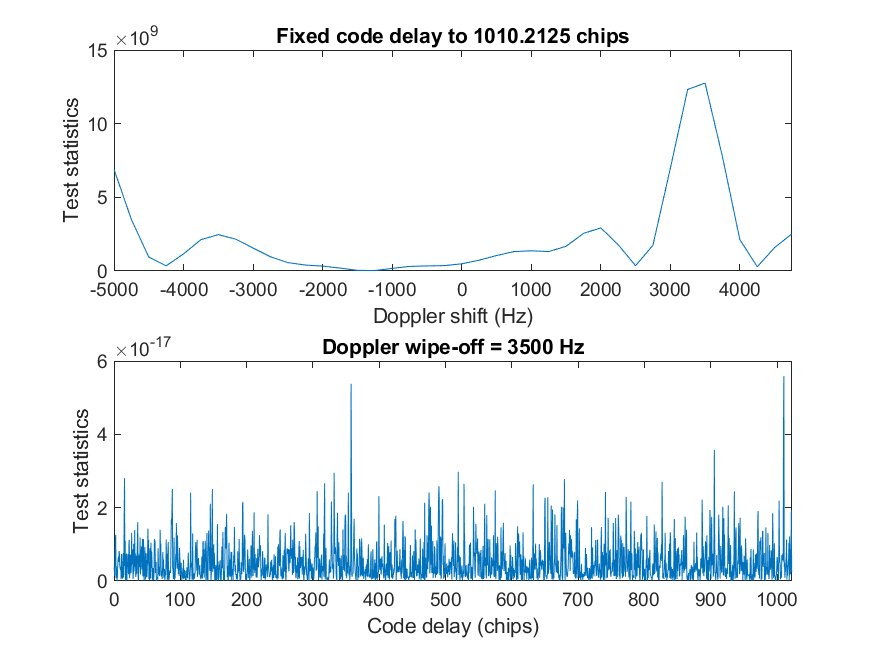 ×10^9
Fixed code delay to 1010.2125 chips
15
10
5
0
Test statistics
-5000 -4000 -3000 -2000 -1000 0 1000 2000 3000 4000
Doppler shift (Hz)
×10^-17
Doppler wipe-off = 3500 Hz
6
4
2
0
Test statistics
0 100 200 300 400 500 600 700 800 900 1000
Code delay (chips)